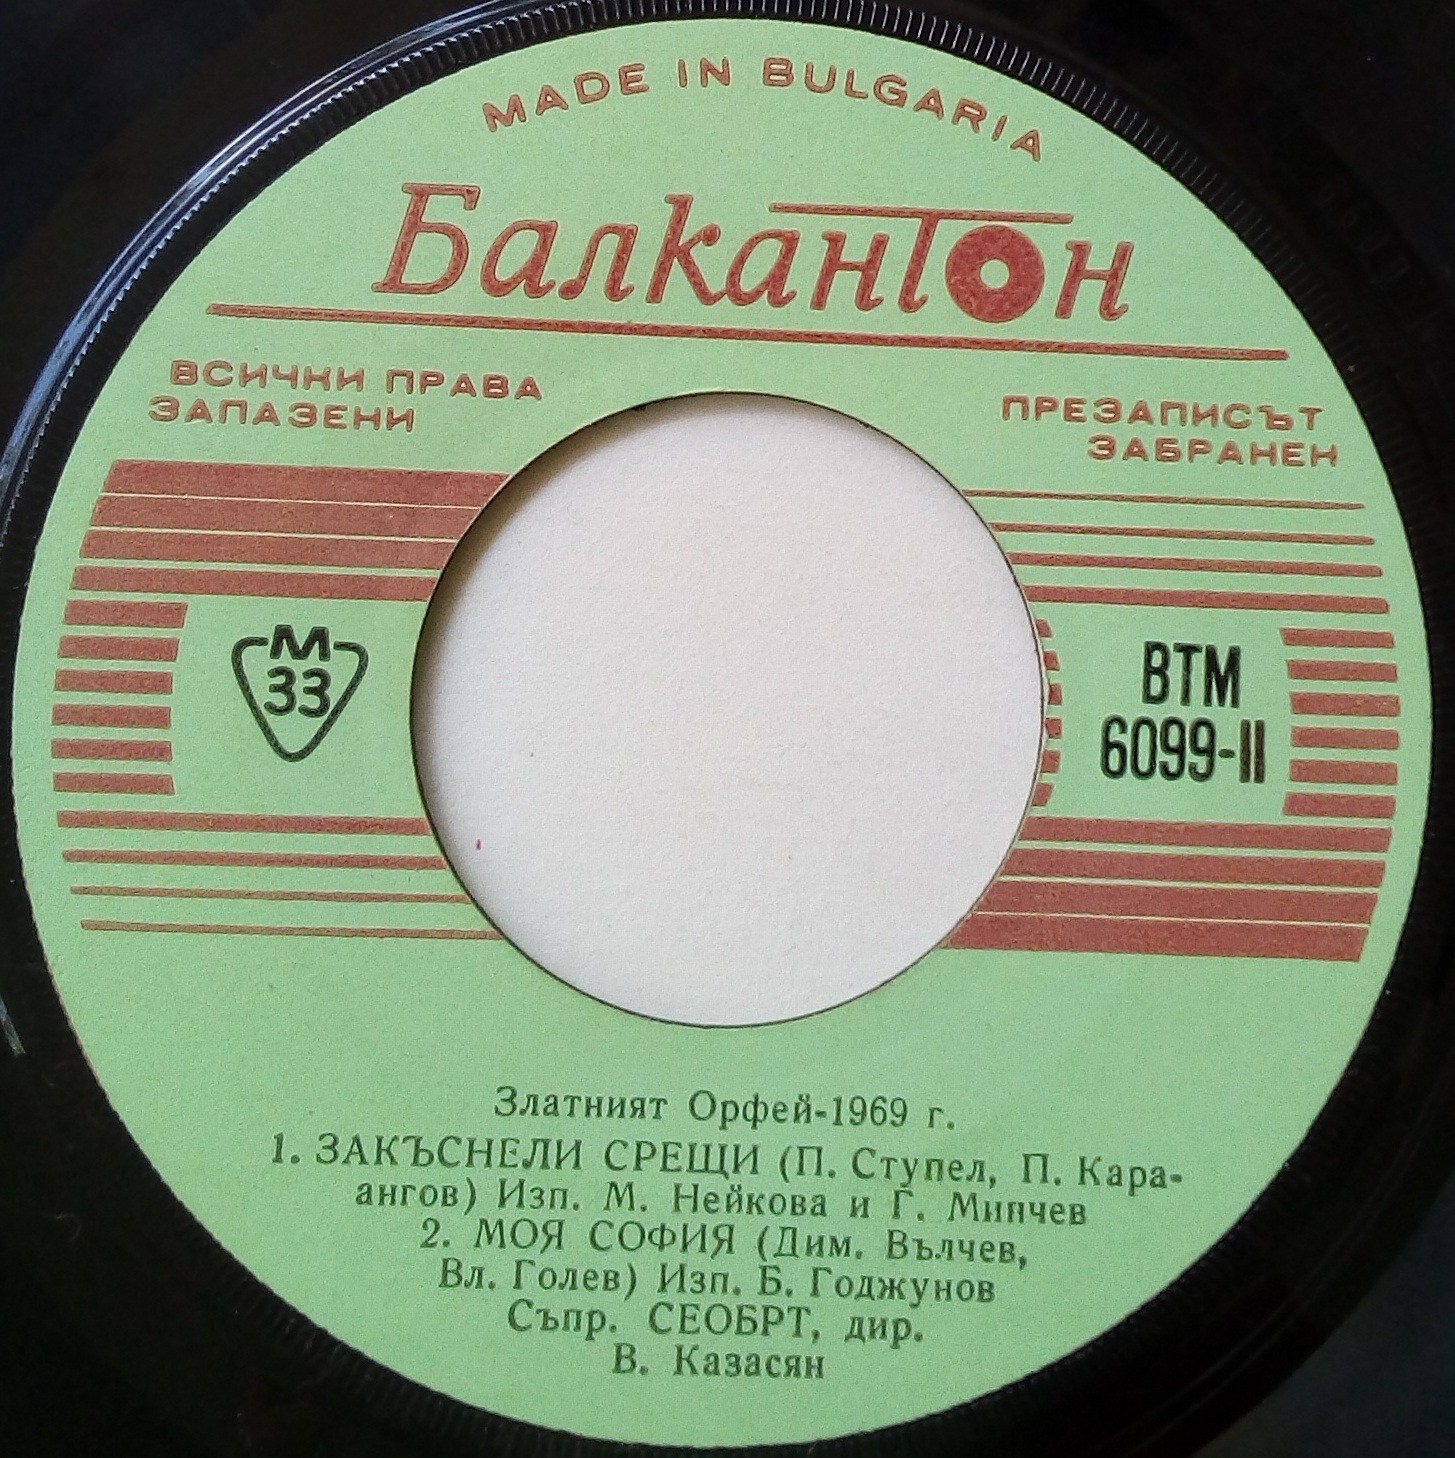 MADE IN BULGARIA
Балкантон
ВСИЧКИ ПРАВА
ЗАПАЗЕНИ
ПРЕЗАПИСЪТ
ЗАБРАНЕН
М
33
ВТМ
6099-II
Златният Орфей-1969 г.
1. ЗАКЪСНЕЛИ СРЕЩИ (П. Ступел, П. Кара-
ангов) Изп. М. Нейкова и Г. Минчев
2. МОЯ СОФИЯ (Дим. Вълчев,
Вл. Голев) Изп. Б. Годжунов
Съпр. СЕОБРТ, дир.
В. Казасян